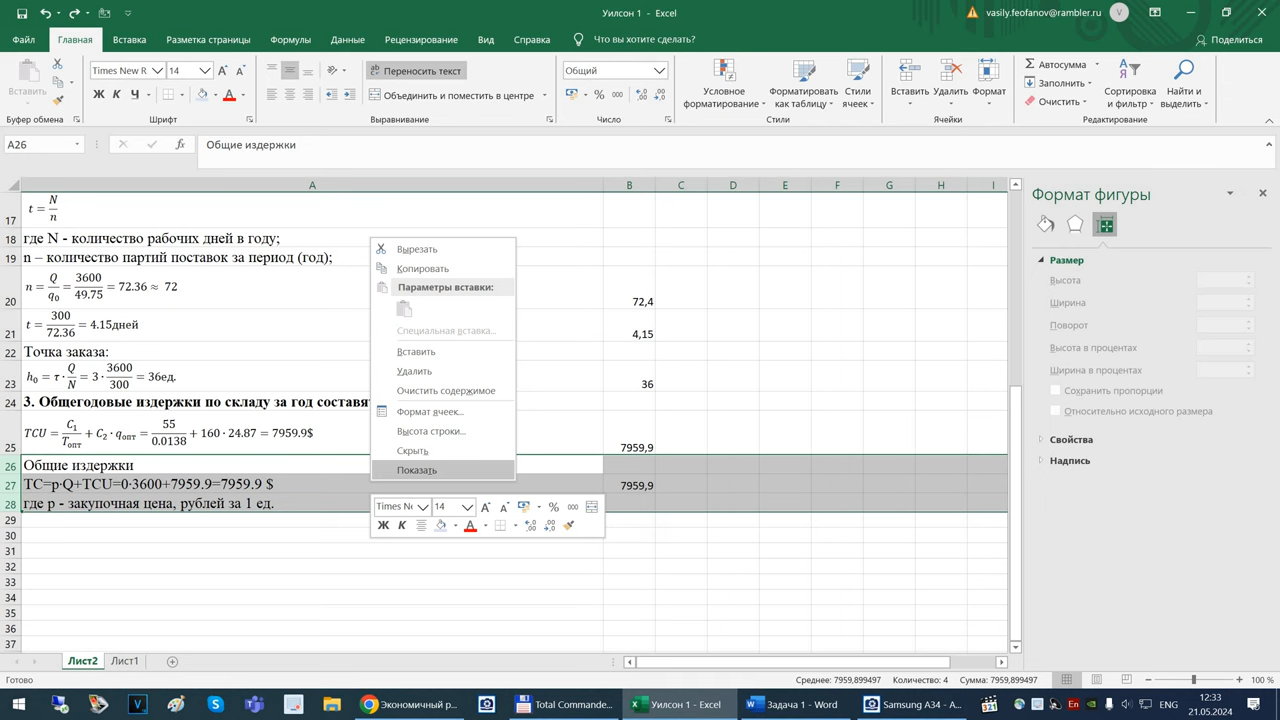 Уилсон 1 - Excel
vasily.feofanov@rambler.ru
V
Файл
Главная
Вставка
Разметка страницы
Формулы
Данные
Рецензирование
Вид
Справка
Что вы хотите сделать?
Поделиться
Вставить
Буфер обмена
Times New R
14
Ж К Ч
Шрифт
Переносить текст
Объединить и поместить в центре
Выравнивание
Общий
% 000
Число
Условное форматирование
Форматировать как таблицу
Стили ячеек
Стили
Вставить
Удалить
Формат
Ячейки
Автосумма
Заполнить
Очистить
Сортировка и фильтр
Найти и выделить
Редактирование
A26
fx
Общие издержки
A B C D E F G H I
17 t = N/n
18 где N - количество рабочих дней в году;
19 n – количество партий поставок за период (год);
20 n = Q/q₀ = 3600/49.75 = 72.36 ≈ 72 72,4
21 t = 300/72.36 = 4.15дней 4,15
22 Точка заказа:
23 h₀ = τ · Q/N = 3 · 3600/300 = 36ед. 36
24 3. Общегодовые издержки по складу за год составят
25 TCU = C₁/Tопт + C₂ · qопт = 55/0.0138 + 160 · 24.87 = 7959.9$ 7959,9
26 Общие издержки
27 TC=p·Q+TCU=0·3600+7959.9=7959.9 $ 7959,9
28 где p - закупочная цена, рублей за 1 ед.
29
30
31
32
33
34
35
36
37
Вырезать
Копировать
Параметры вставки:
Специальная вставка...
Вставить
Удалить
Очистить содержимое
Формат ячеек...
Высота строки...
Скрыть
Показать
Times Ne 14 % 000
Ж К
Формат фигуры
Размер
Высота
Ширина
Поворот
Высота в процентах
Ширина в процентах
Сохранить пропорции
Относительно исходного размера
Свойства
Надпись
Лист2
Лист1
Готово
Среднее: 7959,899497
Количество: 4
Сумма: 7959,899497
100 %
Экономичный р...
Total Commande...
Уилсон 1 - Excel
Задача 1 - Word
Samsung A34 - A...
En
12:33
21.05.2024